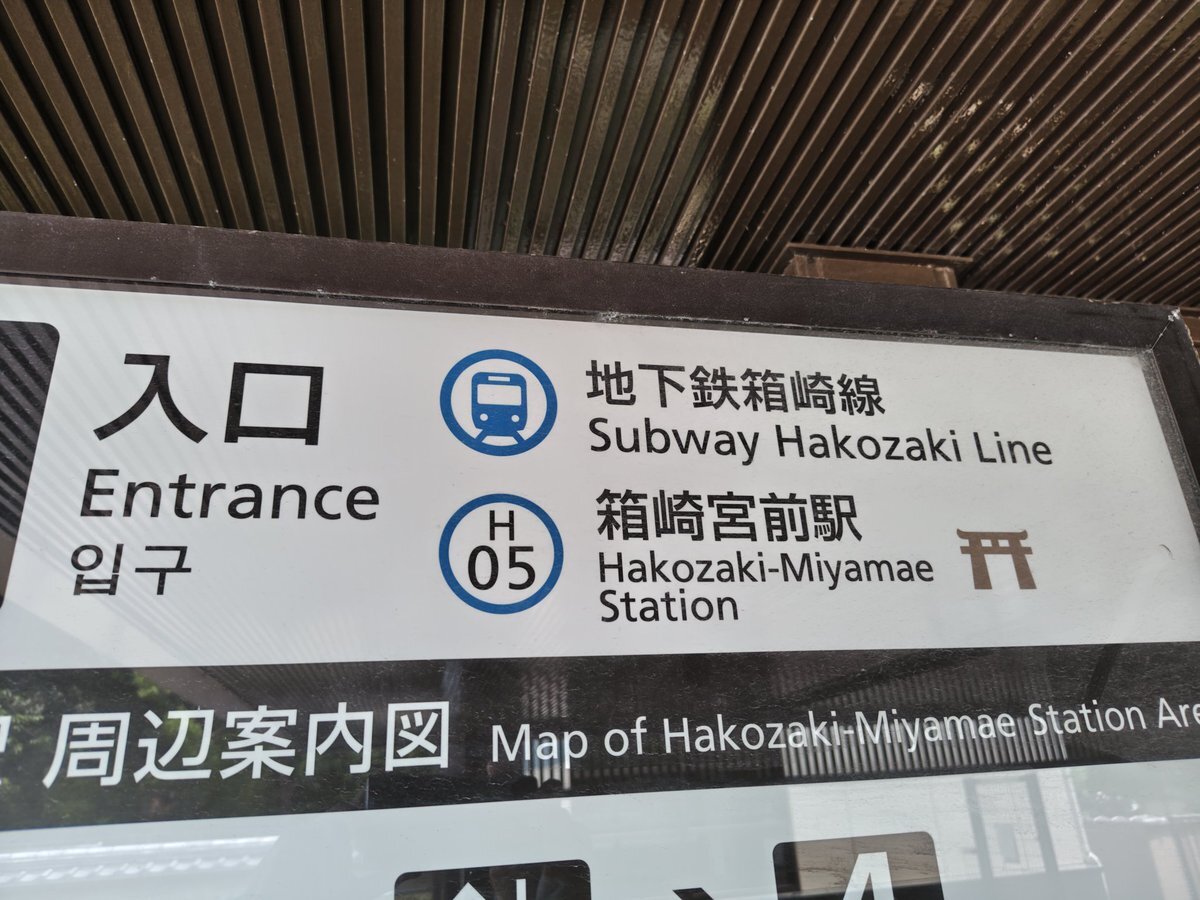 入口
Entrance
입구
地下鉄箱崎線
Subway Hakozaki Line
H
05
箱崎宮前駅
Hakozaki-Miyamae
Station
周辺案内図 Map of Hakozaki-Miyamae Station